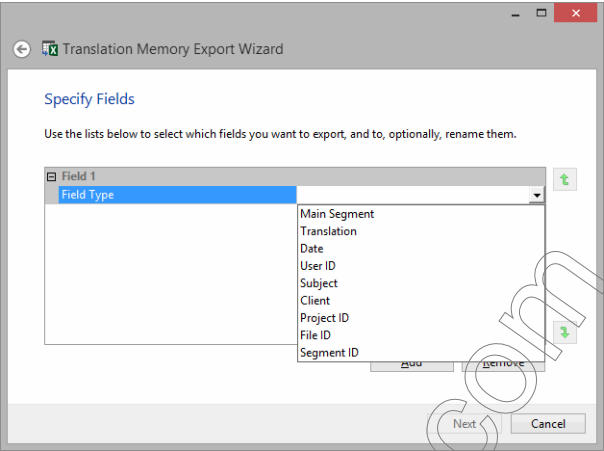 Translation Memory Export Wizard
Specify Fields
Use the lists below to select which fields you want to export, and to, optionally, rename them.
Field 1
Field Type
Main Segment
Translation
Date
User ID
Subject
Client
Project ID
File ID
Segment ID
Add Remove
Next Cancel
com